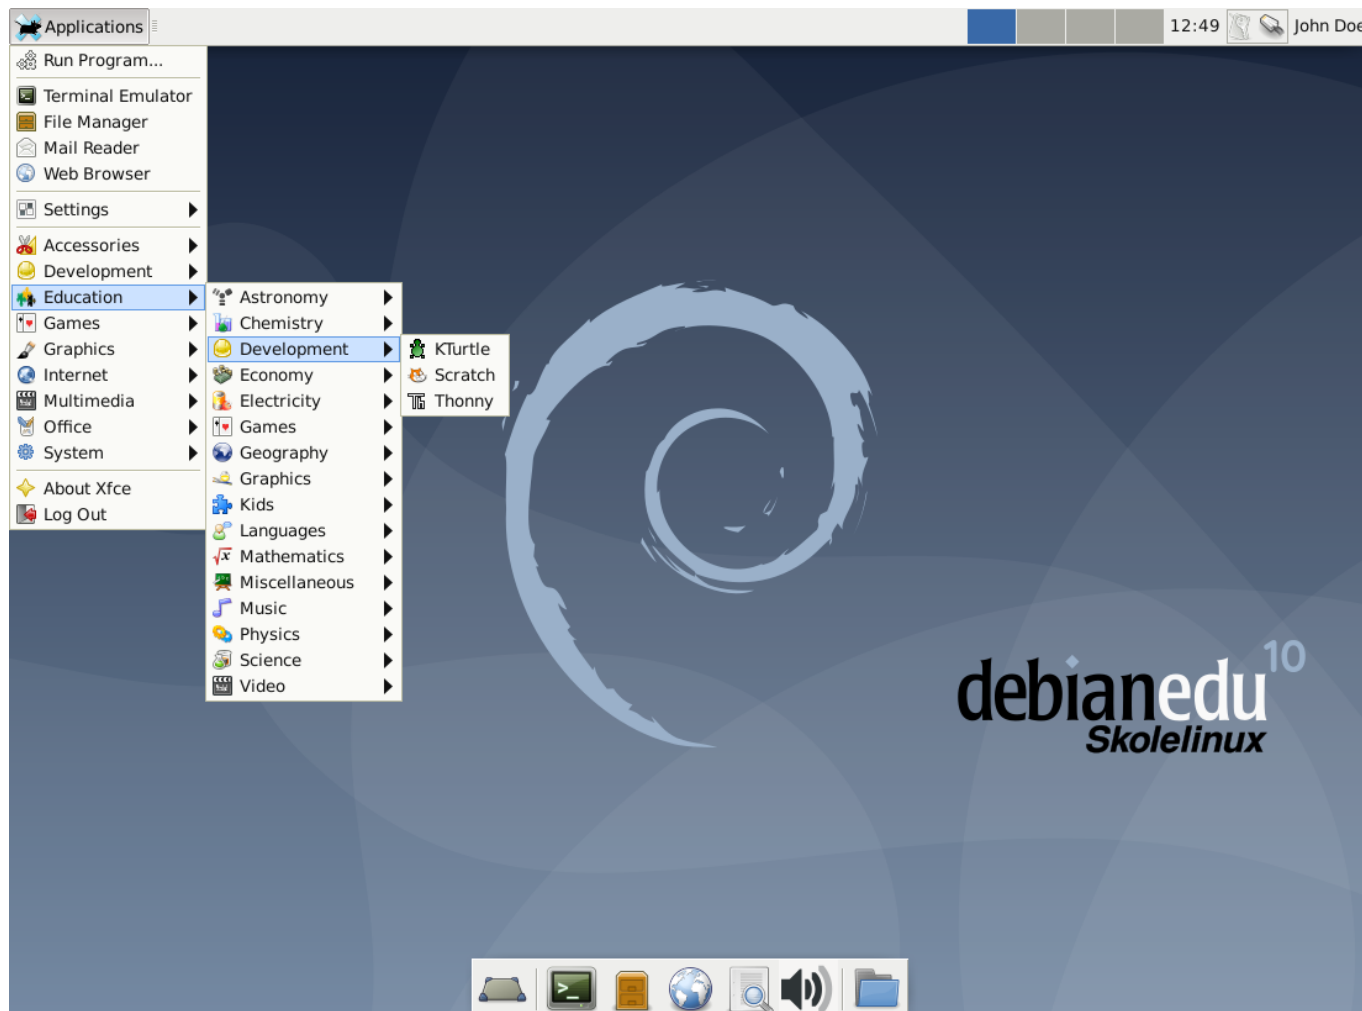 Applications
12:49
John Doe
Run Program...
Terminal Emulator
File Manager
Mail Reader
Web Browser
Settings
Accessories
Development
Education
Games
Graphics
Internet
Multimedia
Office
System
About Xfce
Log Out
Astronomy
Chemistry
Development
Economy
Electricity
Games
Geography
Graphics
Kids
Languages
Mathematics
Miscellaneous
Music
Physics
Science
Video
KTurtle
Scratch
Thonny
debianedu 10
Skolelinux